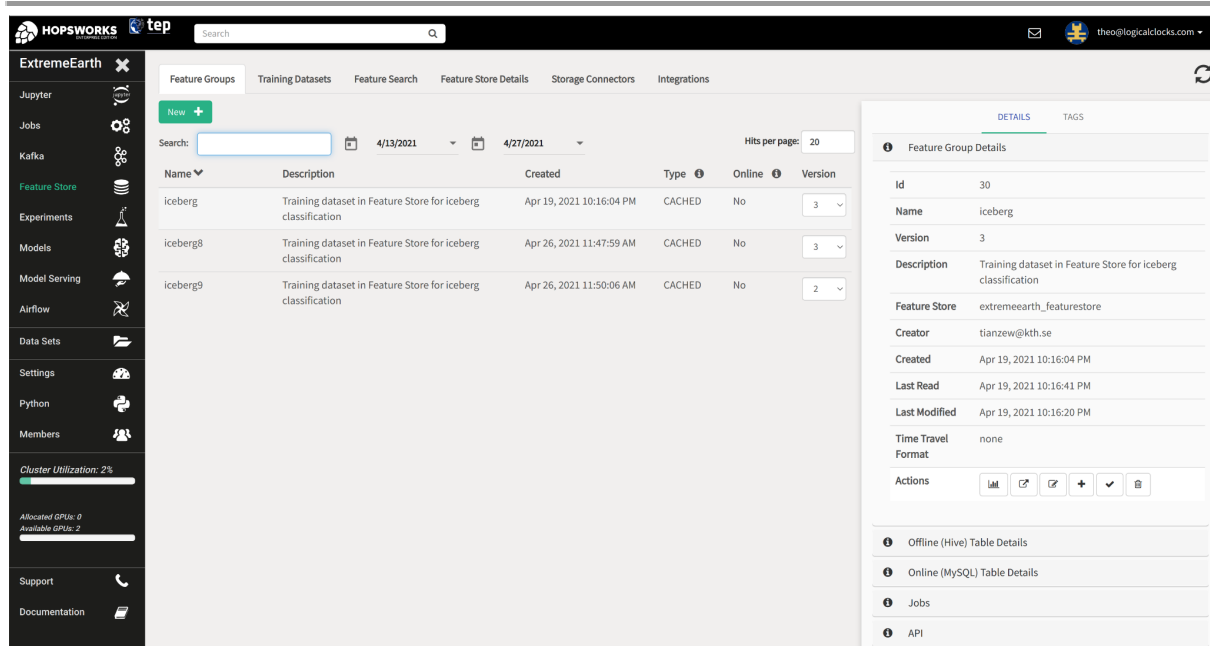 HOPSWORKS
ENTERPRISE EDITION
tep
Search
theo@logicalclocks.com
ExtremeEarth
Jupyter
jupyter
Jobs
Kafka
Feature Store
Experiments
Models
Model Serving
Airflow
Data Sets
Settings
Python
Members
Cluster Utilization: 2%
Allocated GPUs: 0
Available GPUs: 2
Support
Documentation
Feature Groups Training Datasets Feature Search Feature Store Details Storage Connectors Integrations
New
Search: 4/13/2021 4/27/2021 Hits per page: 20
Name Description Created Type Online Version
iceberg Training dataset in Feature Store for iceberg Apr 19, 2021 10:16:04 PM CACHED No 3
classification
iceberg8 Training dataset in Feature Store for iceberg Apr 26, 2021 11:47:59 AM CACHED No 3
classification
iceberg9 Training dataset in Feature Store for iceberg Apr 26, 2021 11:50:06 AM CACHED No 2
classification
DETAILS TAGS
Feature Group Details
Id 30
Name iceberg
Version 3
Description Training dataset in Feature Store for iceberg
classification
Feature Store extremeearth_featurestore
Creator tianzew@kth.se
Created Apr 19, 2021 10:16:04 PM
Last Read Apr 19, 2021 10:16:41 PM
Last Modified Apr 19, 2021 10:16:20 PM
Time Travel none
Format
Actions
Offline (Hive) Table Details
Online (MySQL) Table Details
Jobs
API